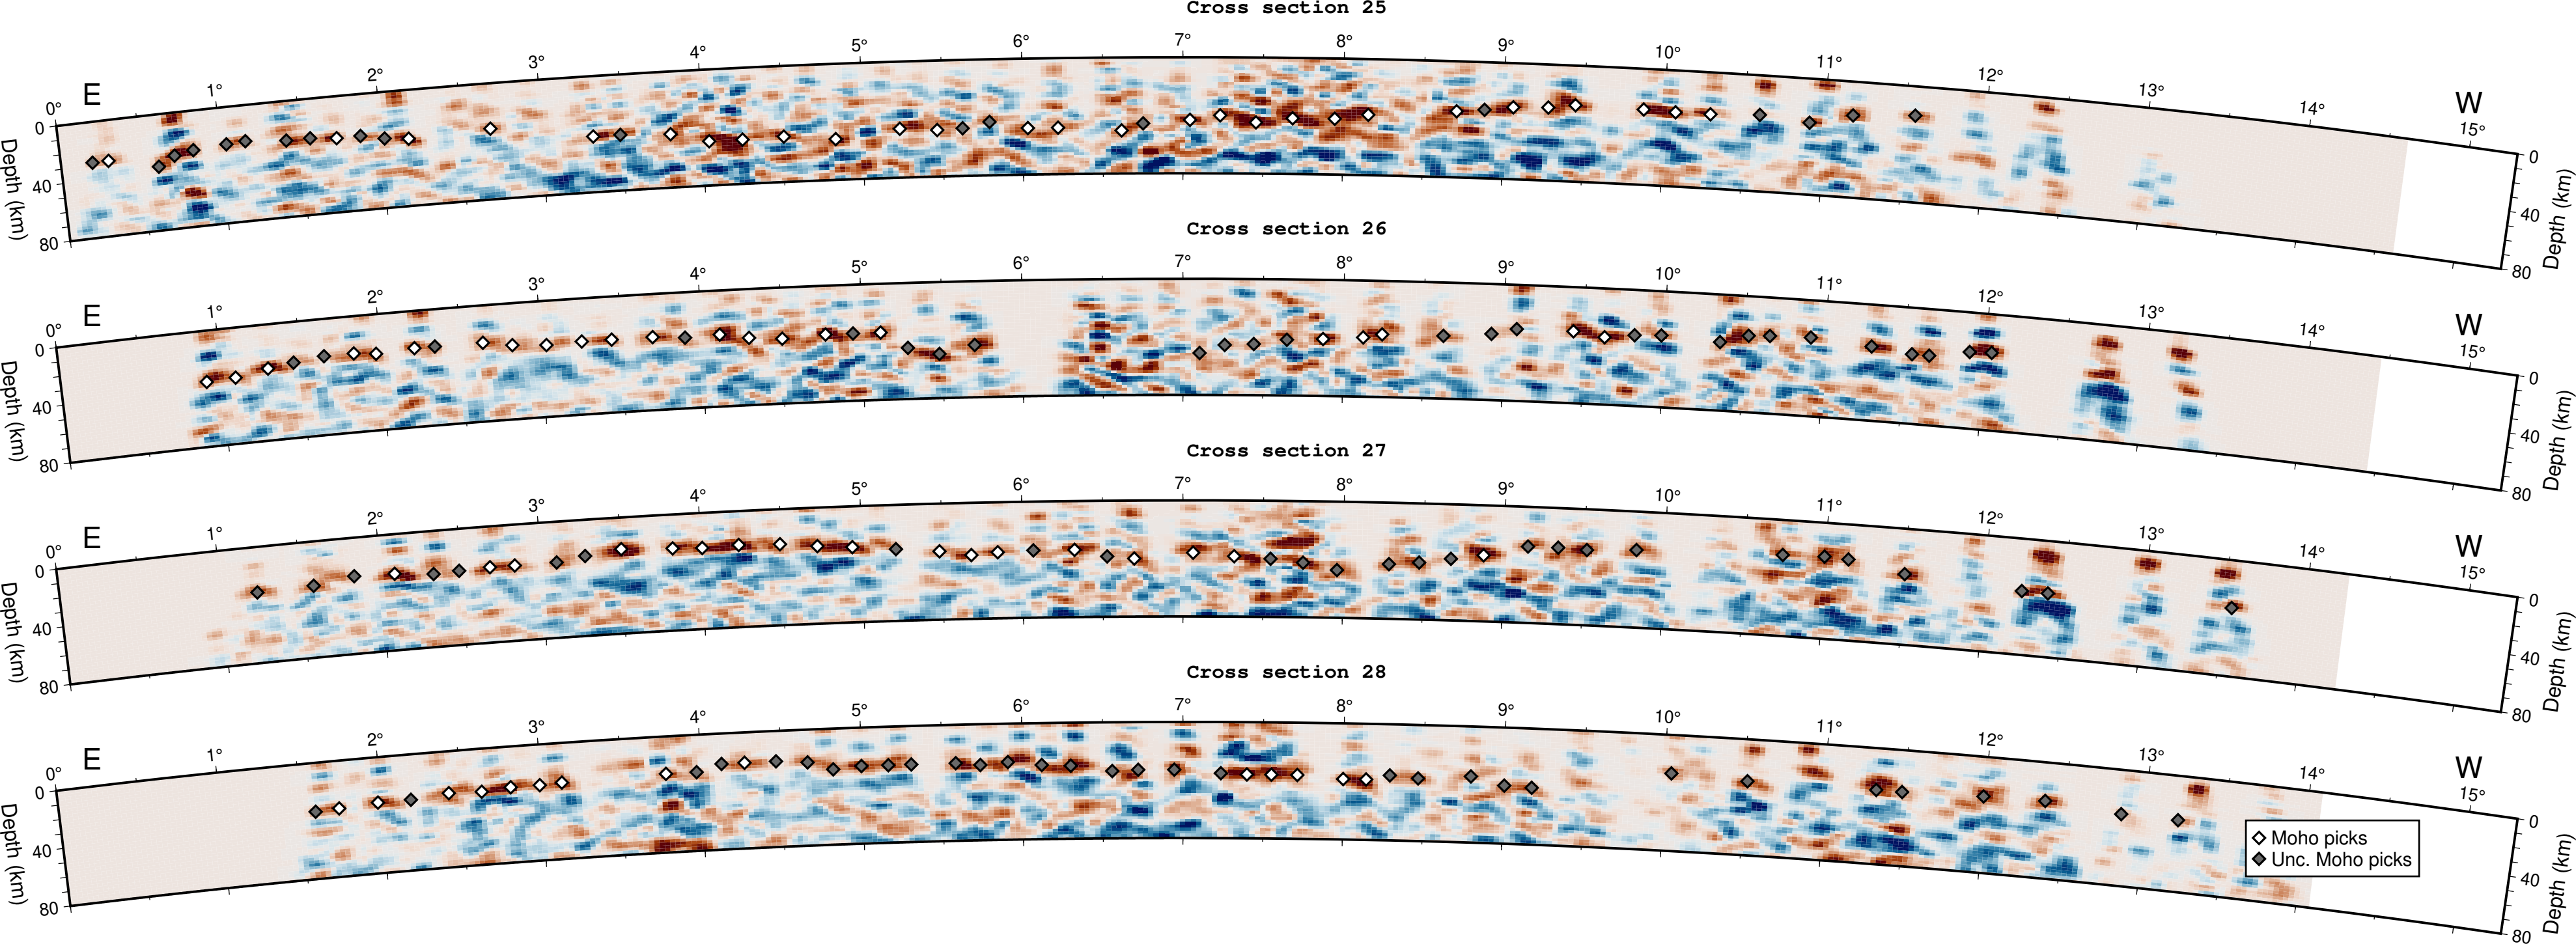 Cross section 25
0° 1° 2° 3° 4° 5° 6° 7° 8° 9° 10° 11° 12° 13° 14° 15°
E W
0 40 80
Depth (km)
0 40 80
Depth (km)
Cross section 26
0° 1° 2° 3° 4° 5° 6° 7° 8° 9° 10° 11° 12° 13° 14° 15°
E W
0 40 80
Depth (km)
0 40 80
Depth (km)
Cross section 27
0° 1° 2° 3° 4° 5° 6° 7° 8° 9° 10° 11° 12° 13° 14° 15°
E W
0 40 80
Depth (km)
0 40 80
Depth (km)
Cross section 28
0° 1° 2° 3° 4° 5° 6° 7° 8° 9° 10° 11° 12° 13° 14° 15°
E W
0 40 80
Depth (km)
0 40 80
Depth (km)
Moho picks
Unc. Moho picks